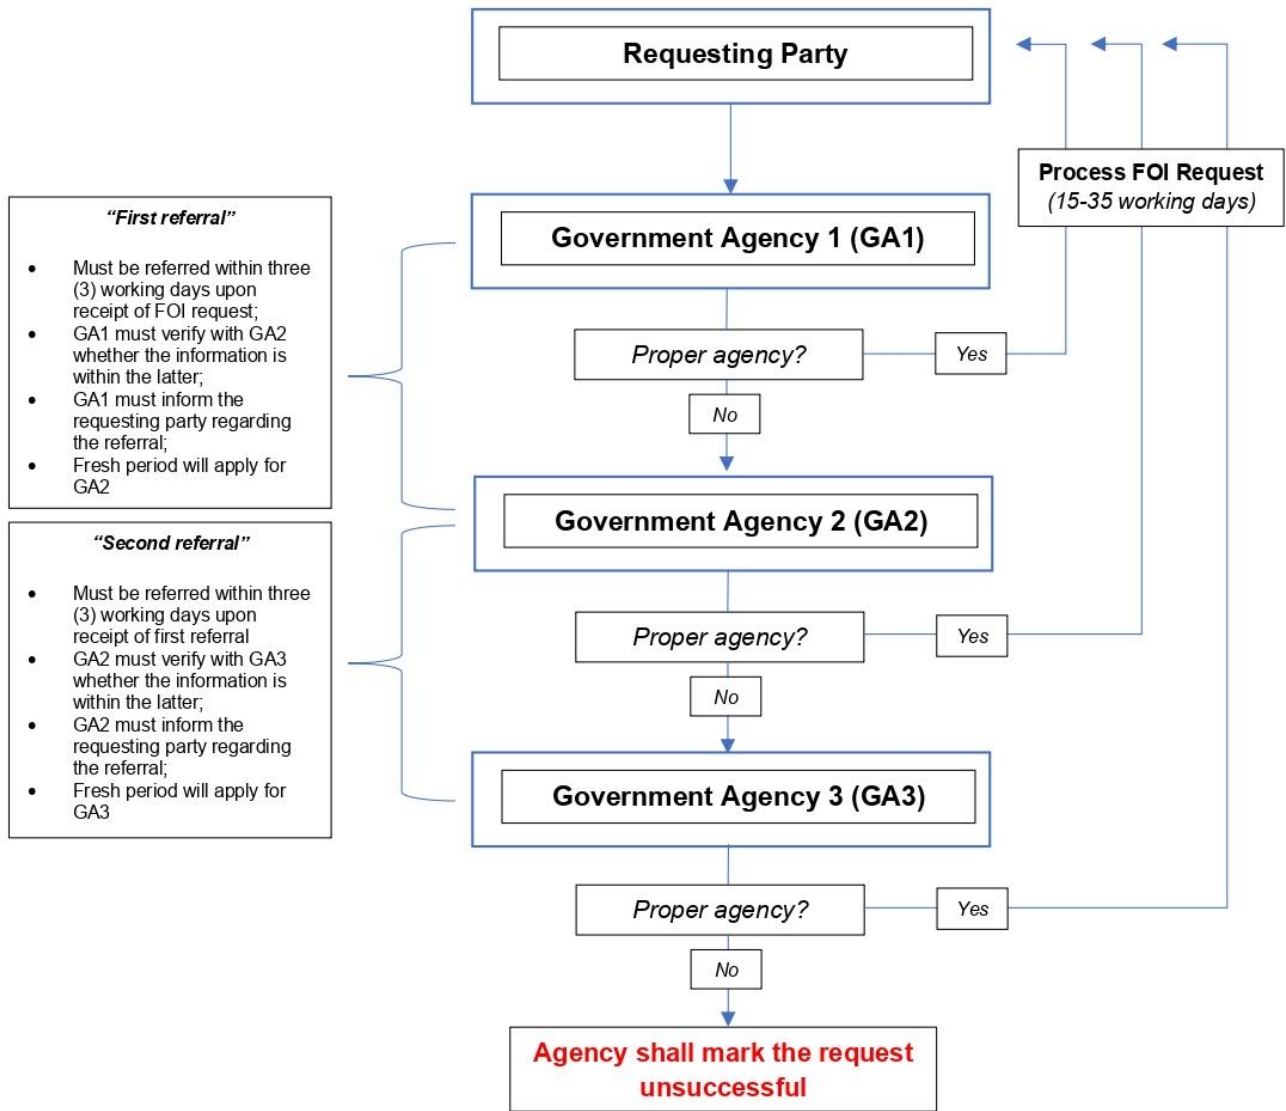 Requesting Party
Process FOI Request
(15-35 working days)
Government Agency 1 (GA1)
“First referral”
• Must be referred within three
(3) working days upon
receipt of FOI request;
• GA1 must verify with GA2
whether the information is
within the latter;
• GA1 must inform the
requesting party regarding
the referral;
• Fresh period will apply for
GA2
Proper agency?
Yes
No
Government Agency 2 (GA2)
“Second referral”
• Must be referred within three
(3) working days upon
receipt of first referral
• GA2 must verify with GA3
whether the information is
within the latter;
• GA2 must inform the
requesting party regarding
the referral;
• Fresh period will apply for
GA3
Proper agency?
Yes
No
Government Agency 3 (GA3)
Proper agency?
Yes
No
Agency shall mark the request
unsuccessful